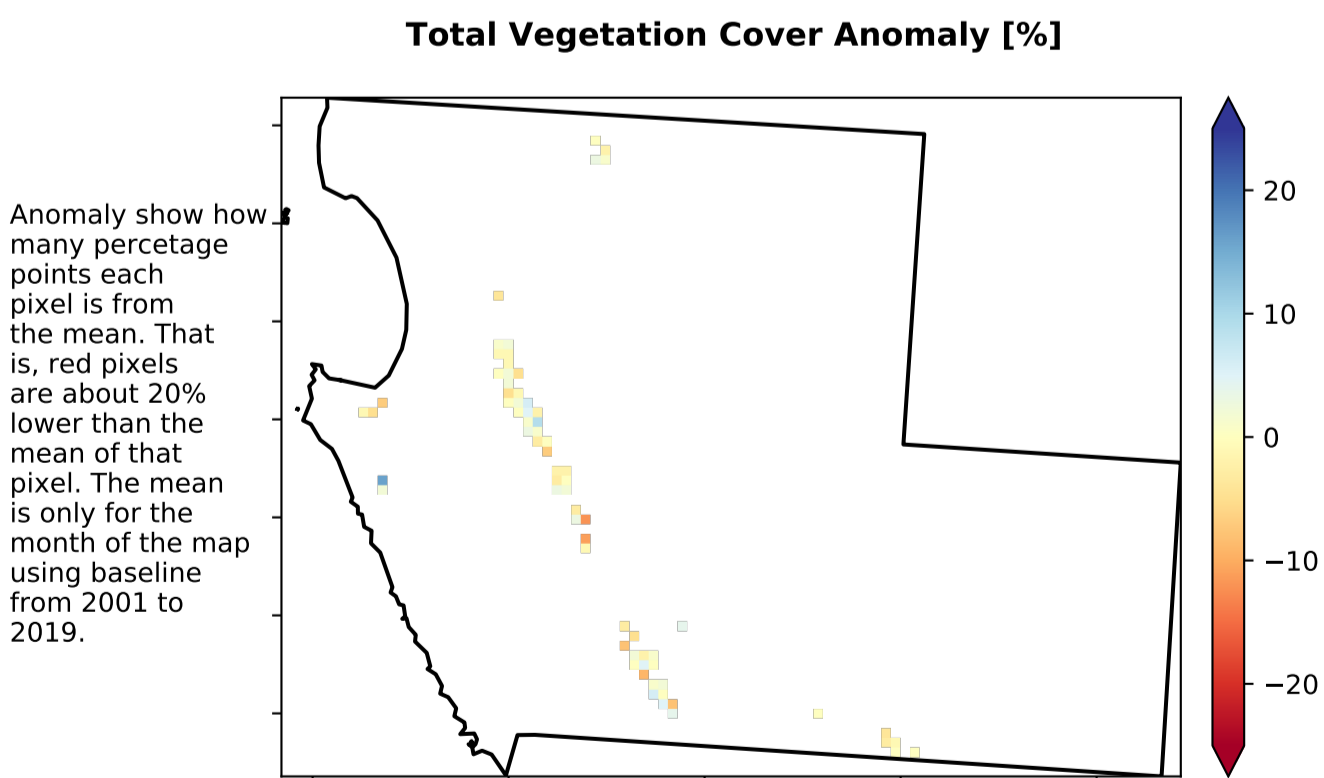 Total Vegetation Cover Anomaly [%]
Anomaly show how
many percetage
points each
pixel is from
the mean. That
is, red pixels
are about 20%
lower than the
mean of that
pixel. The mean
is only for the
month of the map
using baseline
from 2001 to
2019.
20
10
0
−10
−20